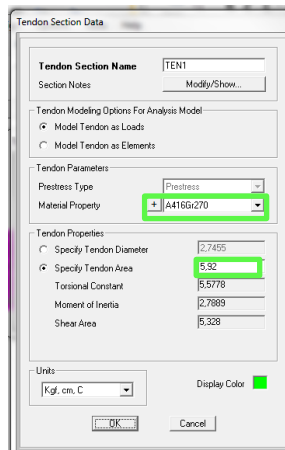 Tendon Section Data
Tendon Section Name TEN1
Section Notes Modify/Show...
Tendon Modeling Options For Analysis Model
Model Tendon as Loads
Model Tendon as Elements
Tendon Parameters
Prestress Type Prestress
Material Property + A416Gr270
Tendon Properties
Specify Tendon Diameter 2,7455
Specify Tendon Area 5,92
Torsional Constant 5,5778
Moment of Inertia 2,7889
Shear Area 5,328
Units
Kgf, cm, C Display Color
OK Cancel